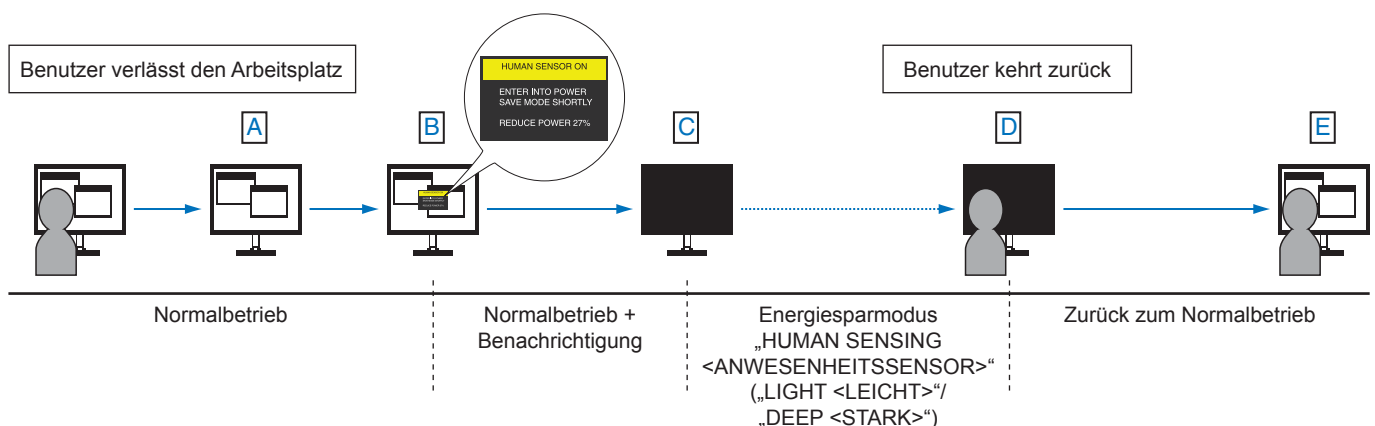 Benutzer verlässt den Arbeitsplatz
HUMAN SENSOR ON
ENTER INTO POWER
SAVE MODE SHORTLY
REDUCE POWER 27%
Benutzer kehrt zurück
A
B
C
D
E
Normalbetrieb
Normalbetrieb +
Benachrichtigung
Energiesparmodus
„HUMAN SENSING
<ANWESENHEITSSENSOR>“
(„LIGHT <LEICHT>“/
„DEEP <STARK>“)
Zurück zum Normalbetrieb